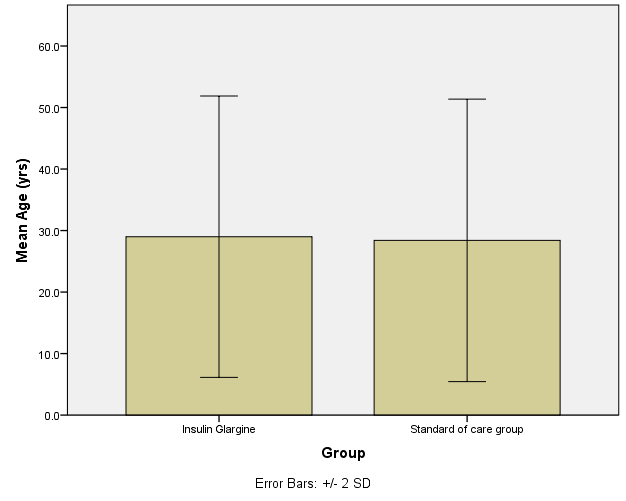 60.0
50.0
40.0
30.0
20.0
10.0
0.0
Mean Age (yrs)
Insulin Glargine
Standard of care group
Group
Error Bars: +/- 2 SD